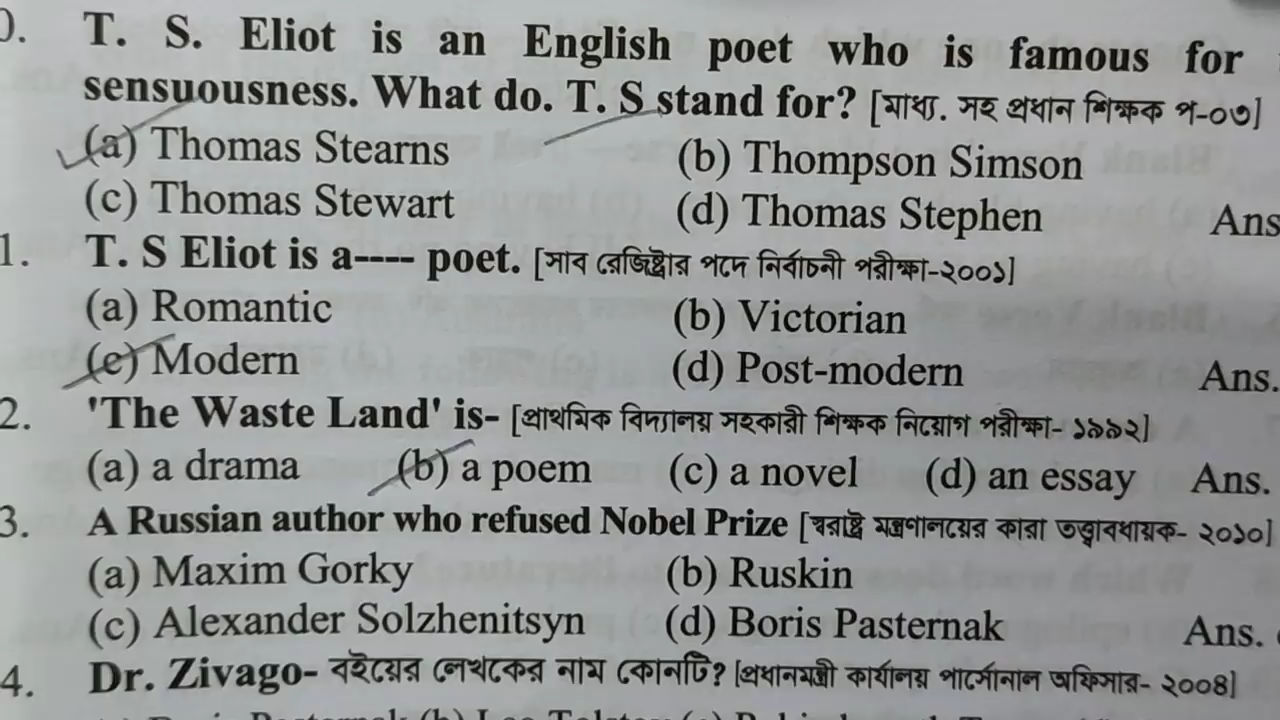 0. T. S. Eliot is an English poet who is famous for
sensuousness. What do. T. S stand for? [মাধ্য. সহ প্রধান শিক্ষক প-০৩]
(a) Thomas Stearns (b) Thompson Simson
(c) Thomas Stewart (d) Thomas Stephen Ans
1. T. S Eliot is a---- poet. [সাব রেজিষ্ট্রার পদে নির্বাচনী পরীক্ষা-২০০১]
(a) Romantic (b) Victorian
(c) Modern (d) Post-modern Ans.
2. 'The Waste Land' is- [প্রাথমিক বিদ্যালয় সহকারী শিক্ষক নিয়োগ পরীক্ষা- ১৯৯২]
(a) a drama (b) a poem (c) a novel (d) an essay Ans.
3. A Russian author who refused Nobel Prize [স্বরাষ্ট্র মন্ত্রণালয়ের কারা তত্ত্বাবধায়ক- ২০১০]
(a) Maxim Gorky (b) Ruskin
(c) Alexander Solzhenitsyn (d) Boris Pasternak Ans.
4. Dr. Zivago- বইয়ের লেখকের নাম কোনটি? [প্রধানমন্ত্রী কার্যালয় পার্সোনাল অফিসার- ২০০৪]